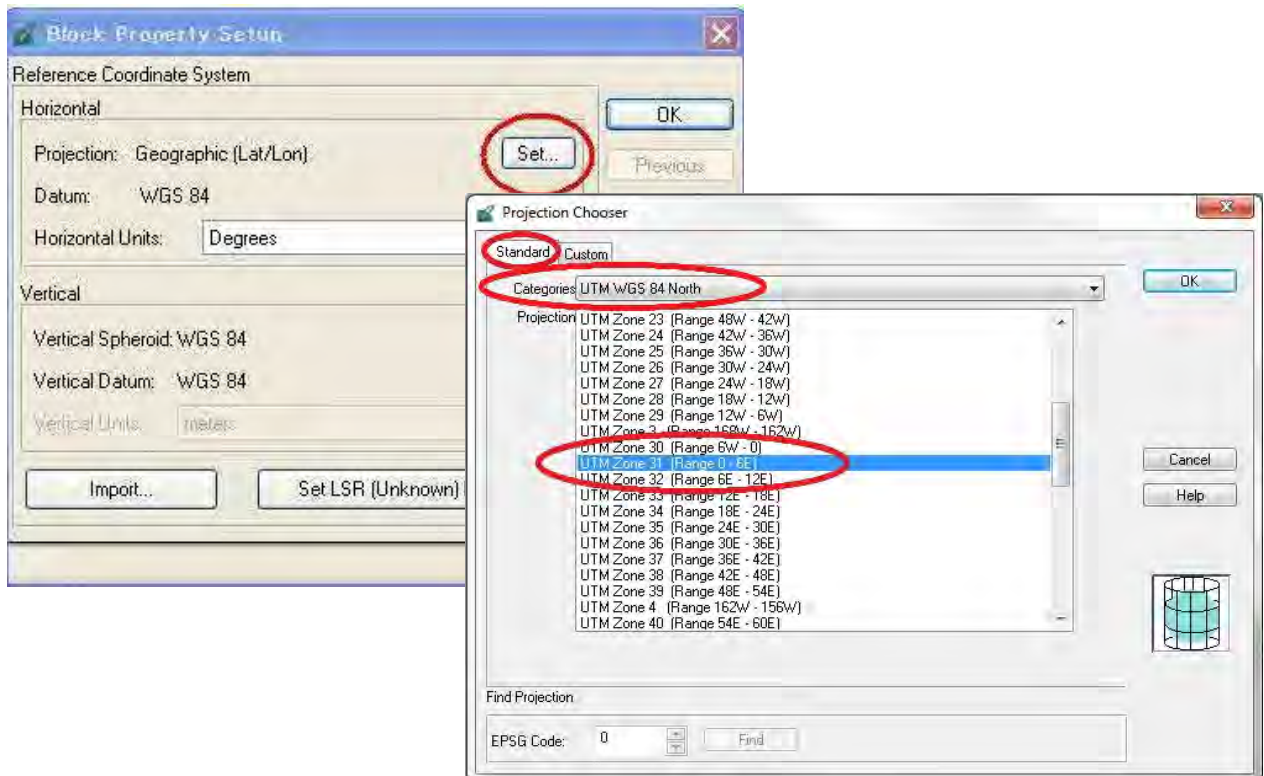 Block Property Setup
Reference Coordinate System
Horizontal
OK
Projection: Geographic (Lat/Lon)
Set...
Previous
Datum: WGS 84
Horizontal Units: Degrees
Vertical
Vertical Spheroid: WGS 84
Vertical Datum: WGS 84
Vertical Units: meters
Import...
Set LSR (Unknown)
Projection Chooser
Standard
Custom
Categories UTM WGS 84 North
OK
Projection
UTM Zone 23 (Range 48W - 42W)
UTM Zone 24 (Range 42W - 36W)
UTM Zone 25 (Range 36W - 30W)
UTM Zone 26 (Range 30W - 24W)
UTM Zone 27 (Range 24W - 18W)
UTM Zone 28 (Range 18W - 12W)
UTM Zone 29 (Range 12W - 6W)
UTM Zone 3 (Range 168W - 162W)
UTM Zone 30 (Range 6W - 0)
UTM Zone 31 (Range 0 - 6E)
UTM Zone 32 (Range 6E - 12E)
UTM Zone 33 (Range 12E - 18E)
UTM Zone 34 (Range 18E - 24E)
UTM Zone 35 (Range 24E - 30E)
UTM Zone 36 (Range 30E - 36E)
UTM Zone 37 (Range 36E - 42E)
UTM Zone 38 (Range 42E - 48E)
UTM Zone 39 (Range 48E - 54E)
UTM Zone 4 (Range 162W - 156W)
UTM Zone 40 (Range 54E - 60E)
Cancel
Help
Find Projection
EPSG Code: 0
Find